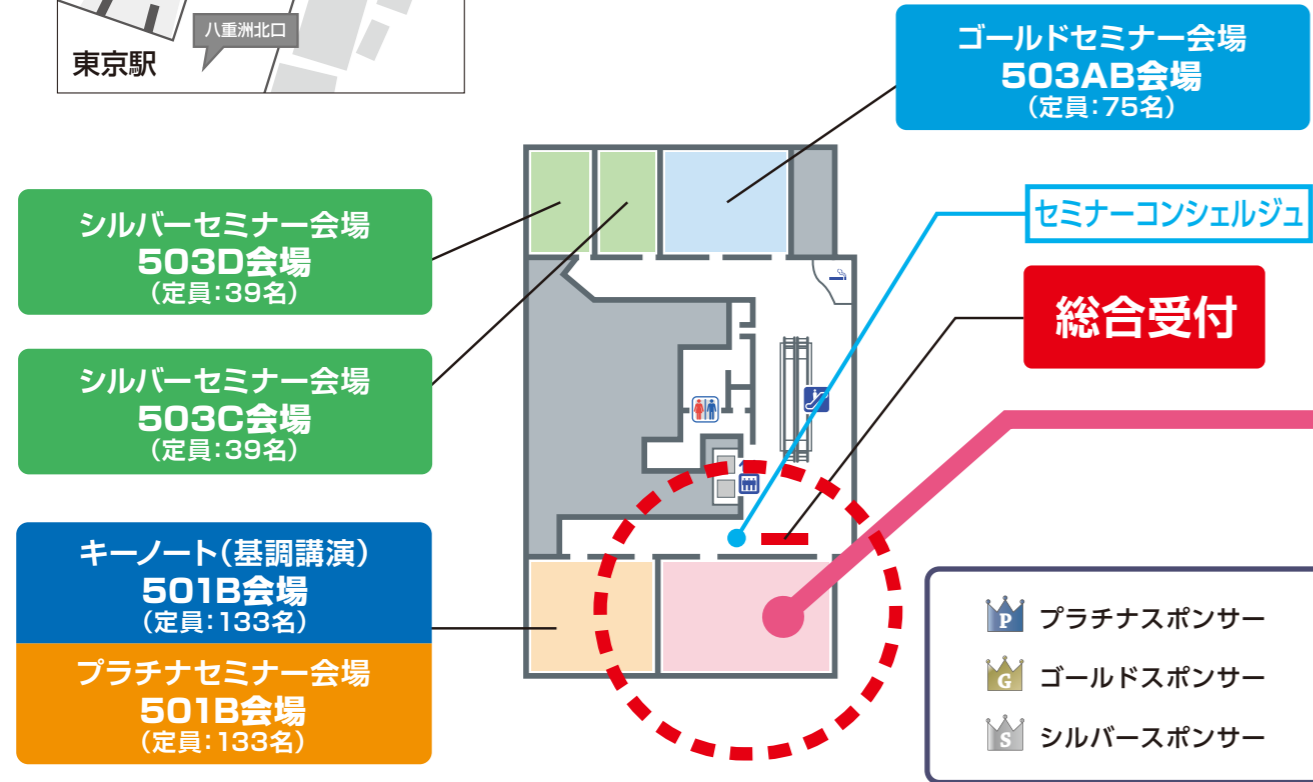 八重洲北口
東京駅
ゴールドセミナー会場
503AB会場
(定員:75名)
セミナーコンシェルジュ
総合受付
シルバーセミナー会場
503D会場
(定員:39名)
シルバーセミナー会場
503C会場
(定員:39名)
キーノート(基調講演)
501B会場
(定員:133名)
プラチナセミナー会場
501B会場
(定員:133名)
P プラチナスポンサー
G ゴールドスポンサー
S シルバースポンサー